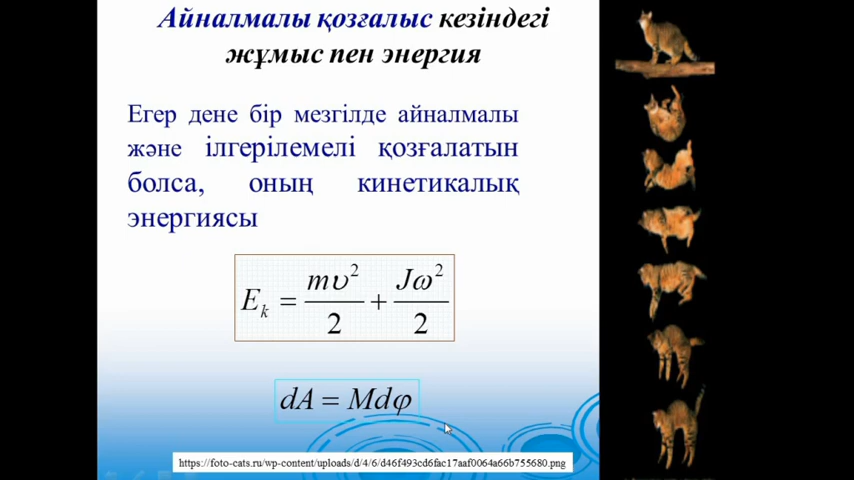 Айналмалы қозғалыс кезіндегі
жұмыс пен энергия
Егер дене бір мезгілде айналмалы
және ілгерілемелі қозғалатын
болса, оның кинетикалық
энергиясы
E_k = mυ²/2 + Jω²/2
dA = Mdφ
https://foto-cats.ru/wp-content/uploads/d/4/6/d46f493cd6fac17aaf0064a66b755680.png